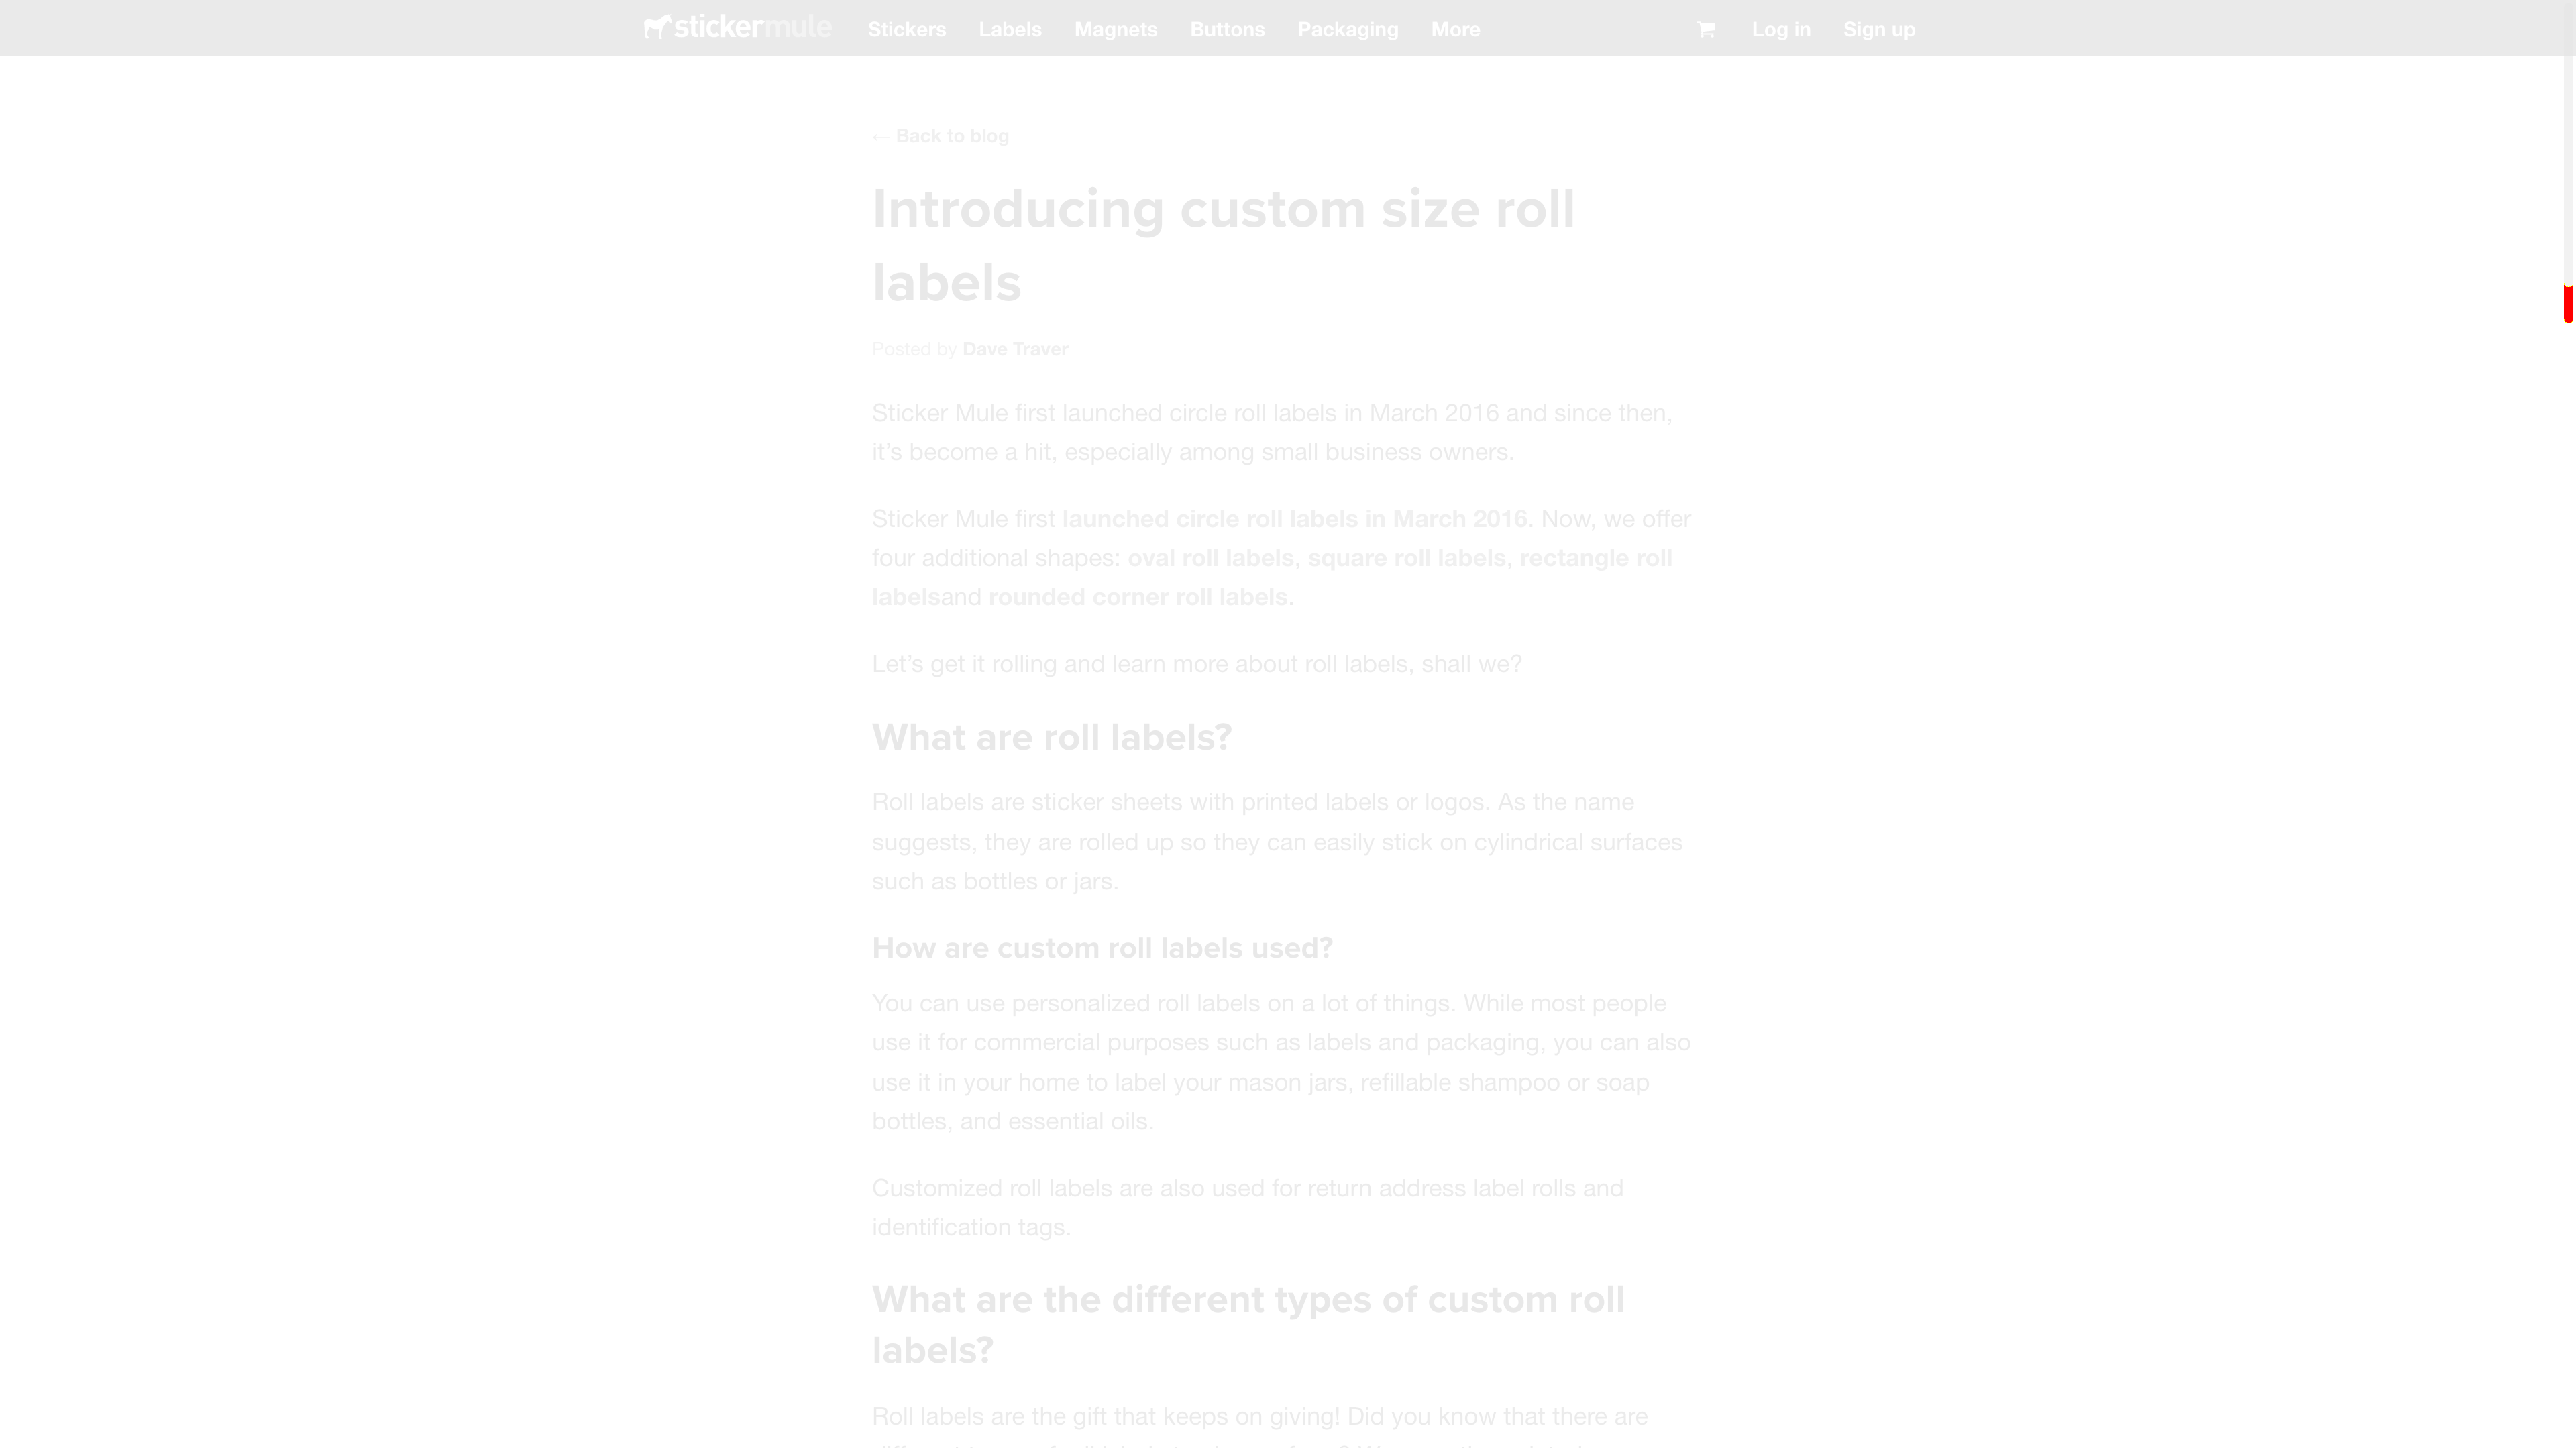 stickermule Stickers Labels Magnets Buttons Packaging More Log in Sign up
← Back to blog
Introducing custom size roll
labels
Posted by Dave Traver
Sticker Mule first launched circle roll labels in March 2016 and since then,
it’s become a hit, especially among small business owners.
Sticker Mule first launched circle roll labels in March 2016. Now, we offer
four additional shapes: oval roll labels, square roll labels, rectangle roll
labelsand rounded corner roll labels.
Let’s get it rolling and learn more about roll labels, shall we?
What are roll labels?
Roll labels are sticker sheets with printed labels or logos. As the name
suggests, they are rolled up so they can easily stick on cylindrical surfaces
such as bottles or jars.
How are custom roll labels used?
You can use personalized roll labels on a lot of things. While most people
use it for commercial purposes such as labels and packaging, you can also
use it in your home to label your mason jars, refillable shampoo or soap
bottles, and essential oils.
Customized roll labels are also used for return address label rolls and
identification tags.
What are the different types of custom roll
labels?
Roll labels are the gift that keeps on giving! Did you know that there are